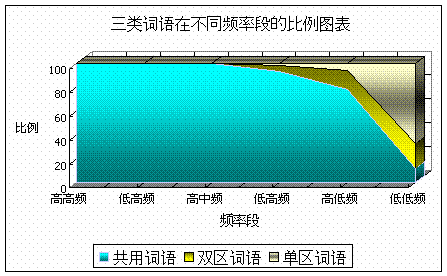 三类词语在不同频率段的比例图表
比例
100
80
60
40
20
0
高高频 低高频 高中频 低高频 高低频 低低频
频率段
共用词语 双区词语 单区词语